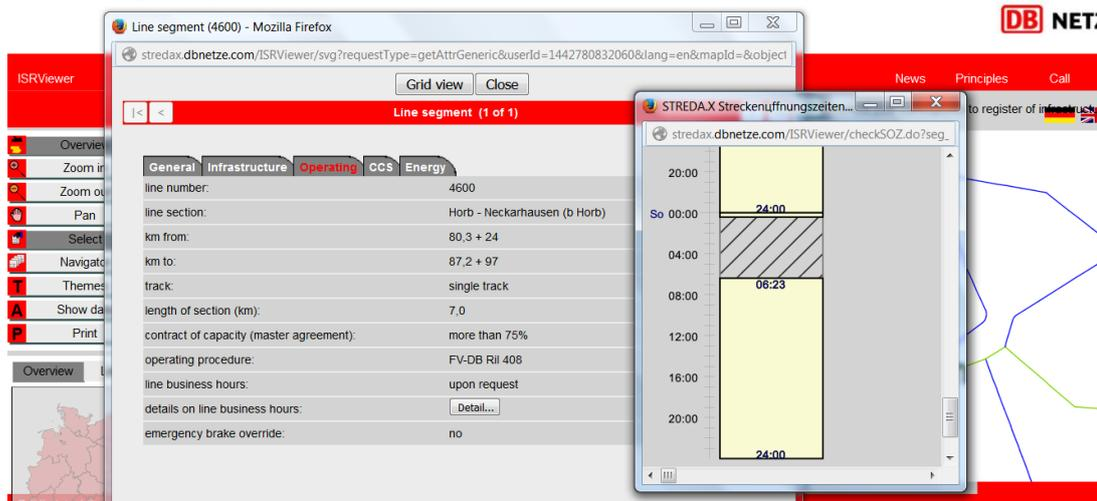 DB NETZ
Line segment (4600) - Mozilla Firefox
stredax.dbnetze.com/ISRViewer/svg?requestType=getAttrGeneric&userId=1442780832060&lang=en&mapId=&object
Grid view Close
ISRViewer
News Principles Call
|< < Line segment (1 of 1)
STREDA.X Streckenuffnungszeiten...
to register of
stredax.dbnetze.com/ISRViewer/checkSOZ.do?seg_
Overview
Zoom in
Zoom ou
Pan
Select
Navigato
Themes
Show da
Print
Overview L
General Infrastructure Operating CCS Energy
line number: 4600
line section: Horb - Neckarhausen (b Horb)
km from: 80,3 + 24
km to: 87,2 + 97
track: single track
length of section (km): 7,0
contract of capacity (master agreement): more than 75%
operating procedure: FV-DB Ril 408
line business hours: upon request
details on line business hours: Detail...
emergency brake override: no
20:00
So 00:00 24:00
04:00
06:23
08:00
12:00
16:00
20:00
24:00